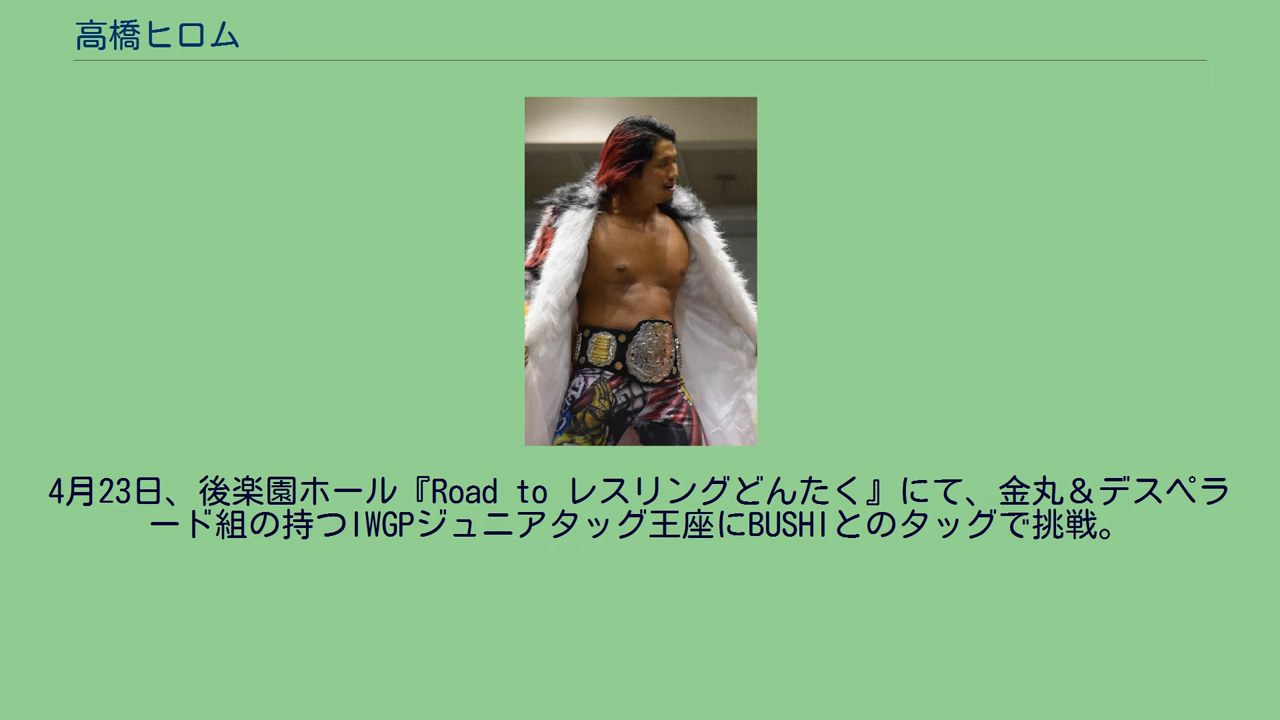 高橋ヒロム
4月23日、後楽園ホール『Road to レスリングどんたく』にて、金丸＆デスペラ
ード組の持つIWGPジュニアタッグ王座にBUSHIとのタッグで挑戦。